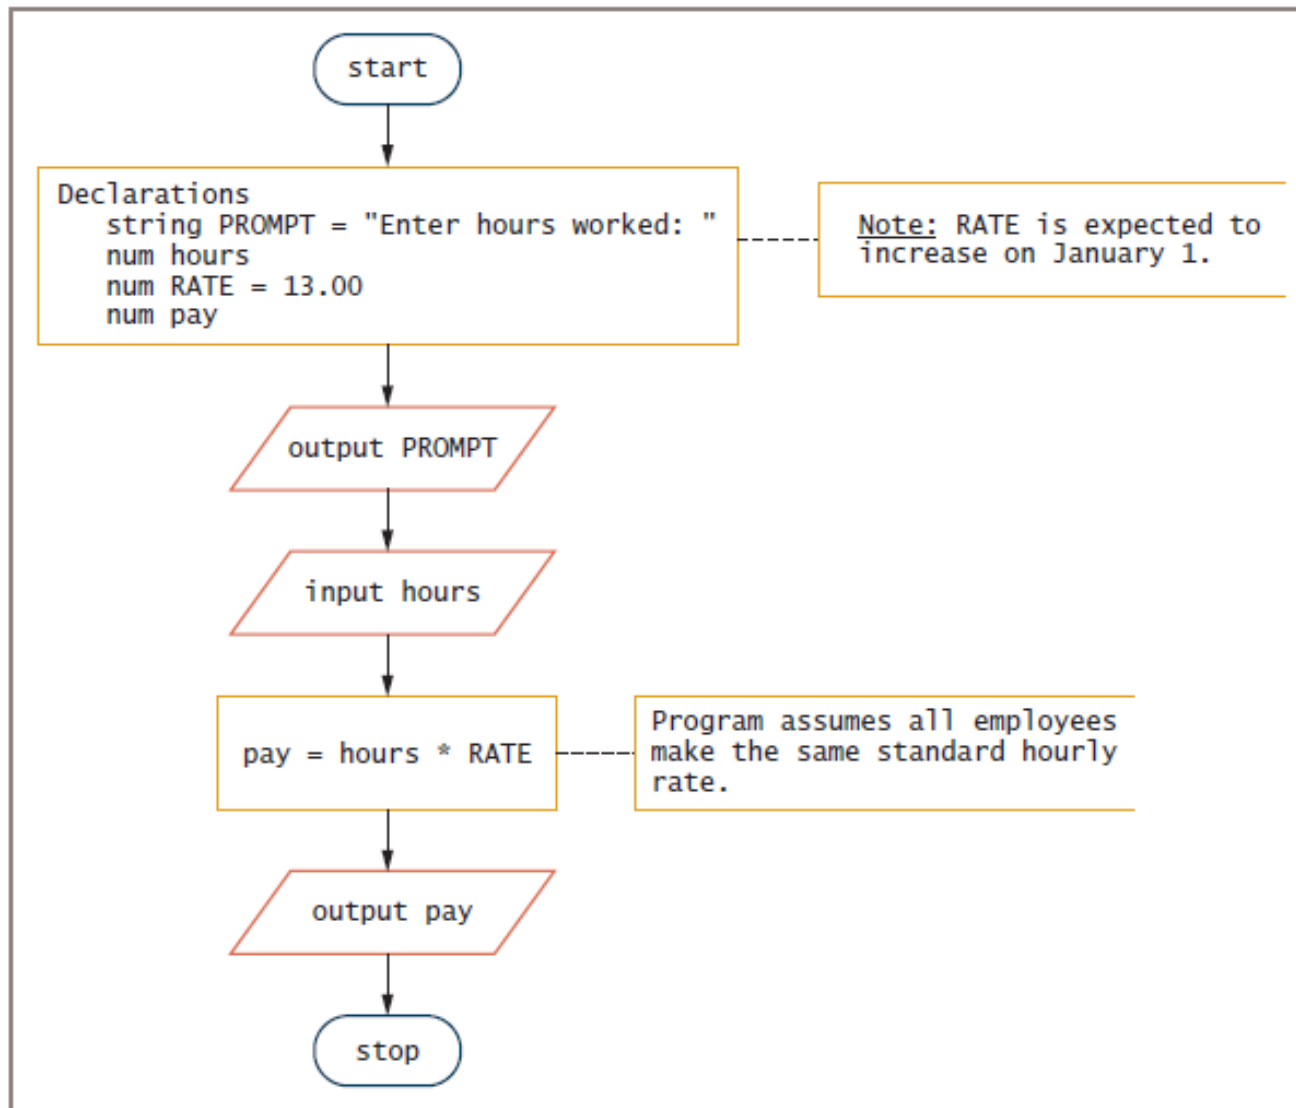 start
Declarations
string PROMPT = "Enter hours worked: "
num hours
num RATE = 13.00
num pay
Note: RATE is expected to
increase on January 1.
output PROMPT
input hours
pay = hours * RATE
Program assumes all employees
make the same standard hourly
rate.
output pay
stop